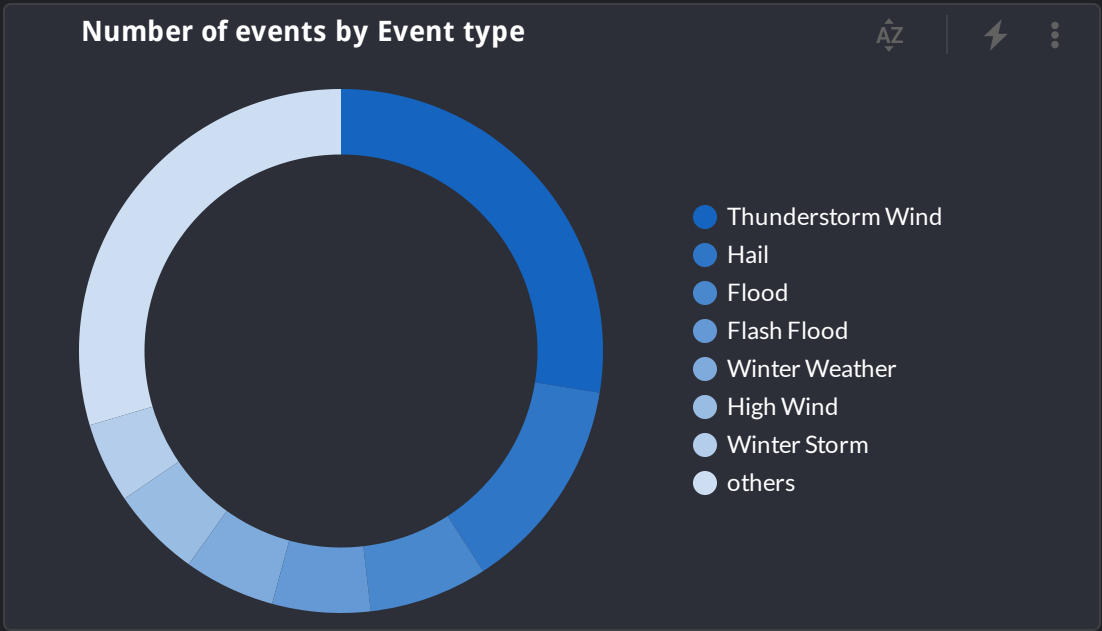 Number of events by Event type
AZ
Thunderstorm Wind
Hail
Flood
Flash Flood
Winter Weather
High Wind
Winter Storm
others